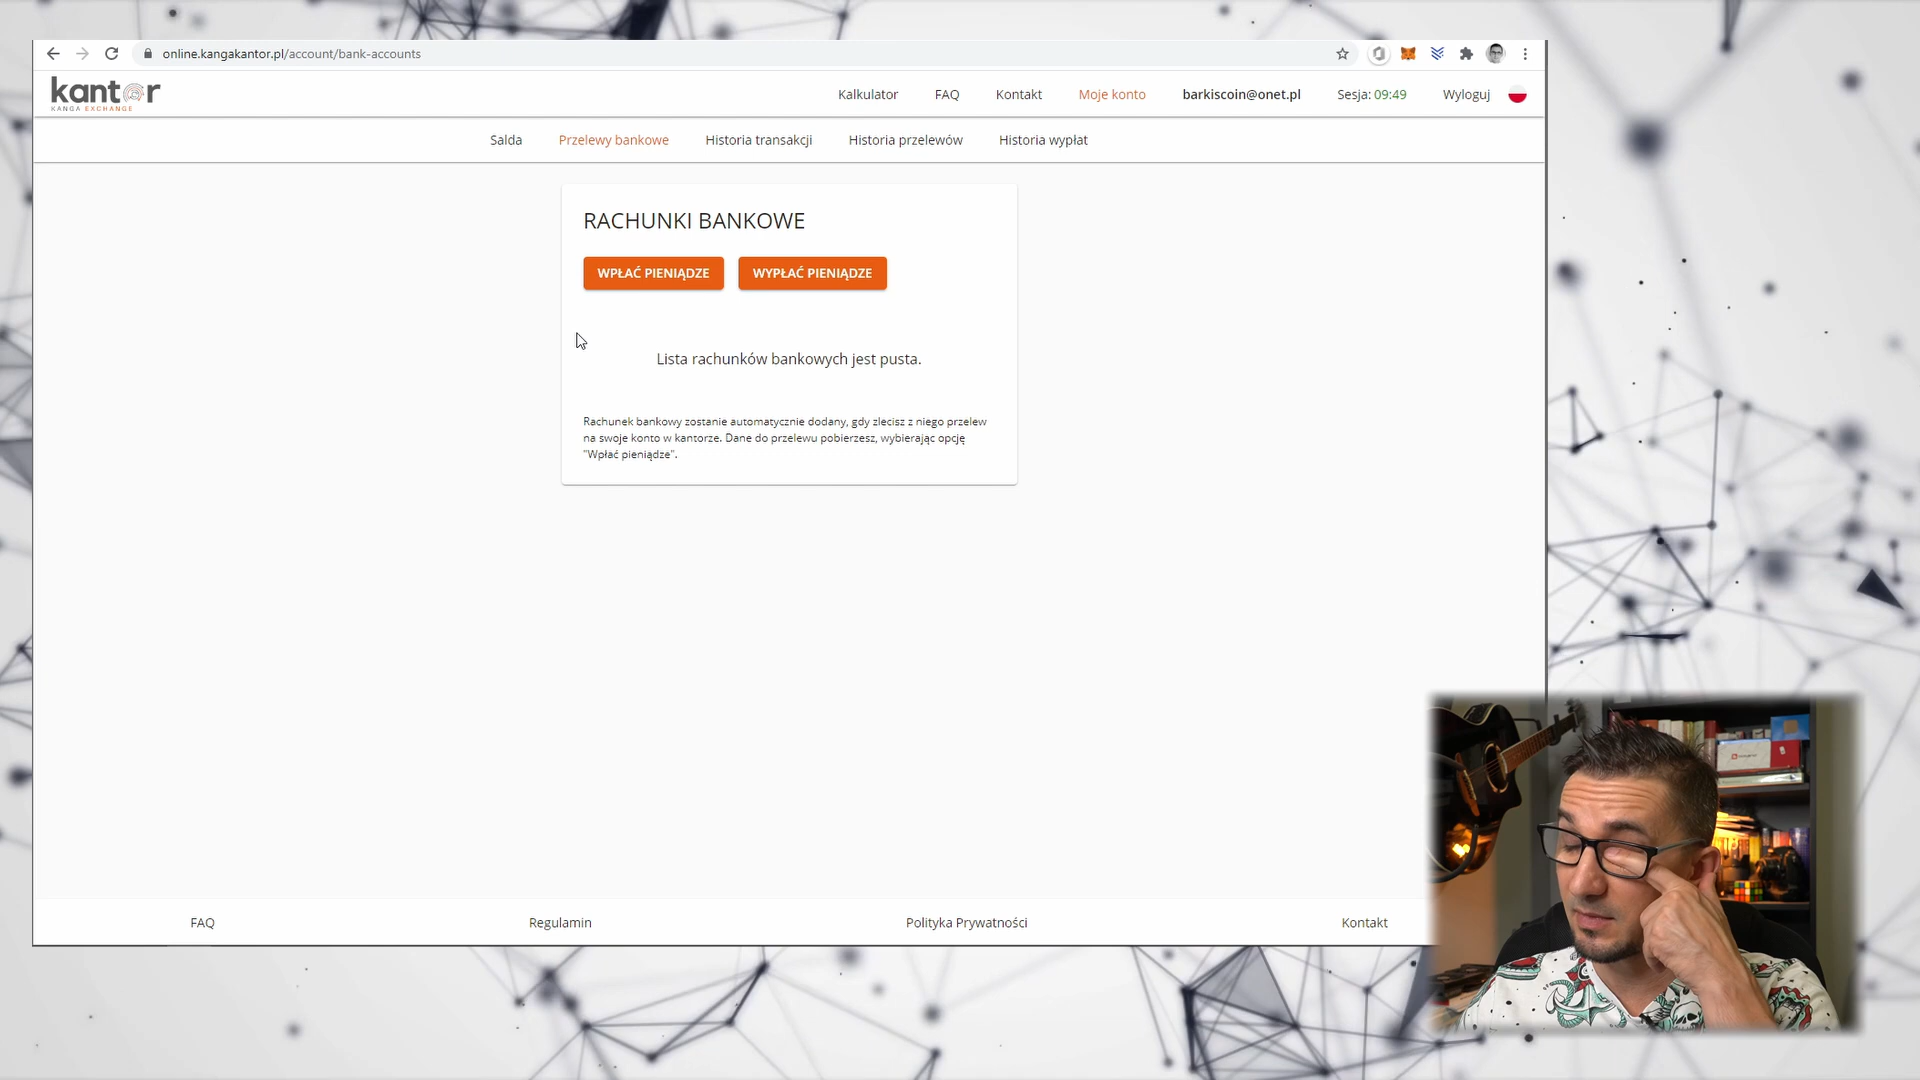 online.kangakantor.pl/account/bank-accounts
kantor
KANGA EXCHANGE
Kalkulator FAQ Kontakt Moje konto barkiscoin@onet.pl Sesja: 09:49 Wyloguj
Salda Przelewy bankowe Historia transakcji Historia przelewów Historia wypłat
RACHUNKI BANKOWE
WPŁAĆ PIENIĄDZE WYPŁAĆ PIENIĄDZE
Lista rachunków bankowych jest pusta.
Rachunek bankowy zostanie automatycznie dodany, gdy zlecisz z niego przelew
na swoje konto w kantorze. Dane do przelewu pobierzesz, wybierając opcję
"Wpłać pieniądze".
FAQ Regulamin Polityka Prywatności Kontakt